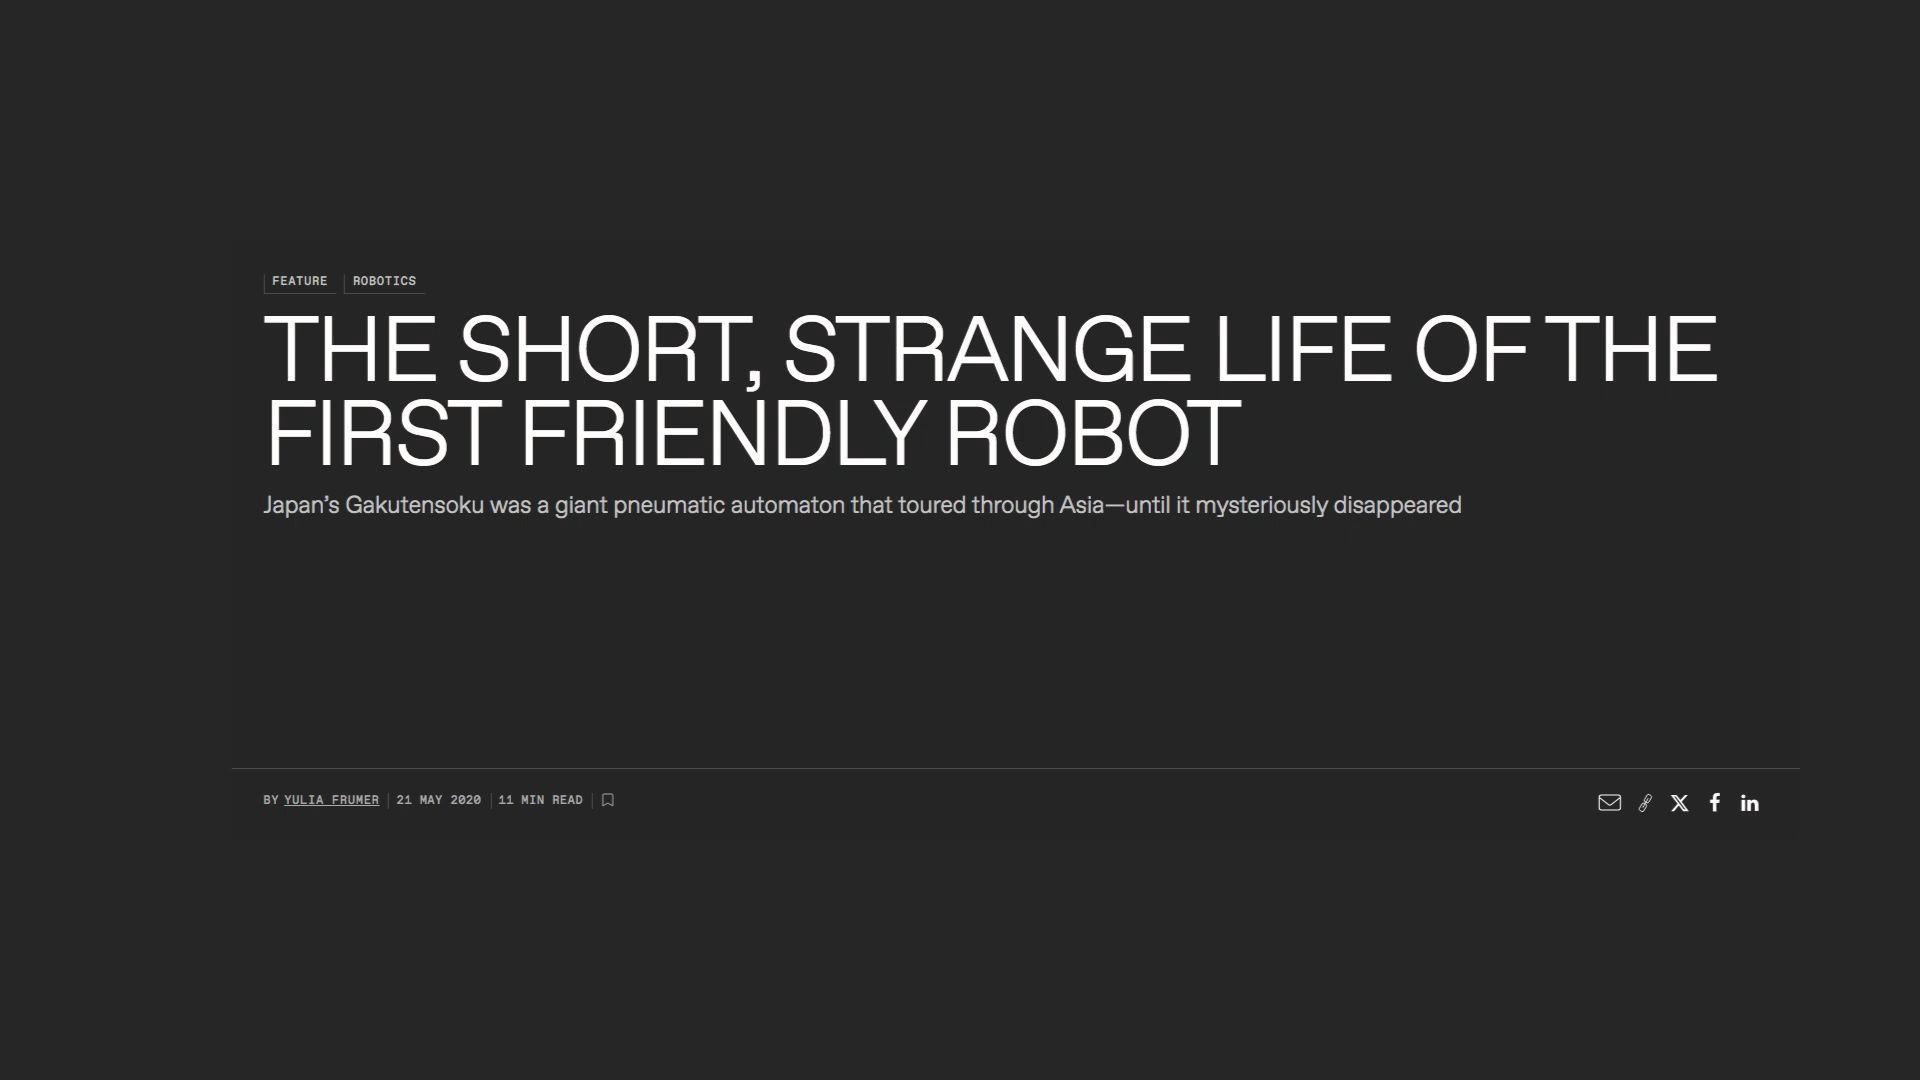 FEATURE ROBOTICS
THE SHORT, STRANGE LIFE OF THE
FIRST FRIENDLY ROBOT
Japan’s Gakutensoku was a giant pneumatic automaton that toured through Asia—until it mysteriously disappeared
BY YULIA FRUMER 21 MAY 2020 11 MIN READ